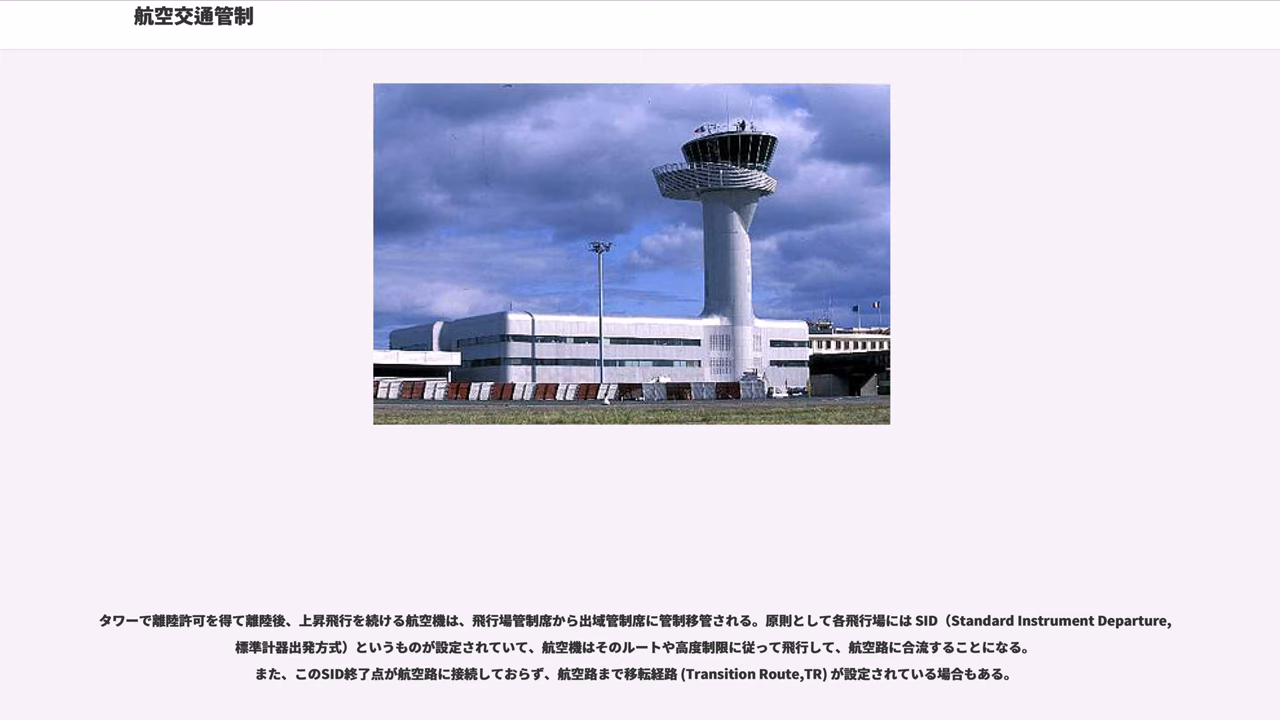 航空交通管制
タワーで離陸許可を得て離陸後、上昇飛行を続ける航空機は、飛行場管制席から出域管制席に管制移管される。原則として各飛行場には SID（Standard Instrument Departure,
標準計器出発方式）というものが設定されていて、航空機はそのルートや高度制限に従って飛行して、航空路に合流することになる。
また、このSID終了点が航空路に接続しておらず、航空路まで移転経路 (Transition Route,TR) が設定されている場合もある。